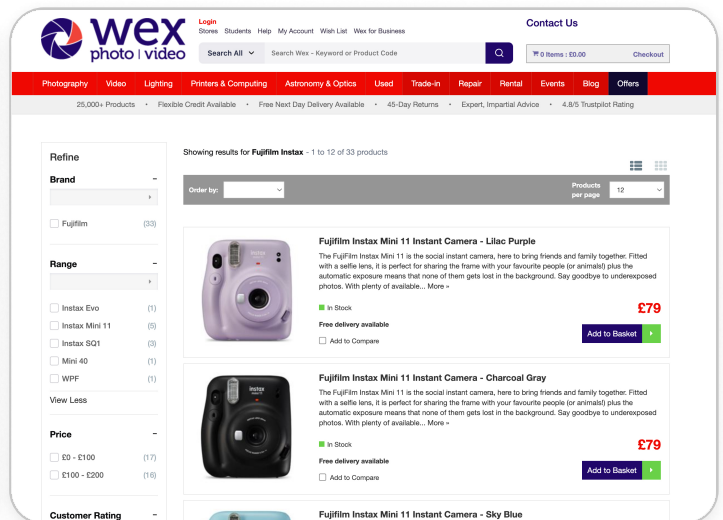 wex
photo | video
Login
Stores Students Help My Account Wish List Wex for Business
Search All Search Wex - Keyword or Product Code
Contact Us
0 Items : £0.00 Checkout
Photography Video Lighting Printers & Computing Astronomy & Optics Used Trade-in Repair Rental Events Blog Offers
25,000+ Products • Flexible Credit Available • Free Next Day Delivery Available • 45-Day Returns • Expert, Impartial Advice • 4.8/5 Trustpilot Rating
Refine
Brand -
Fujifilm (33)
Range -
Instax Evo (1)
Instax Mini 11 (5)
Instax SQ1 (3)
Mini 40 (1)
WPF (1)
View Less
Price -
£0 - £100 (17)
£100 - £200 (16)
Customer Rating -
Showing results for Fujifilm Instax - 1 to 12 of 33 products
Order by:
Products
per page 12
instax
Fujifilm Instax Mini 11 Instant Camera - Lilac Purple
The FujiFilm Instax Mini 11 is the social instant camera, here to bring friends and family together. Fitted
with a selfie lens, it is perfect for sharing the frame with your favourite people (or animals!) plus the
automatic exposure means that none of them gets lost in the background. Say goodbye to underexposed
photos. With plenty of available... More »
In Stock
£79
Free delivery available
Add to Basket
Add to Compare
instax
Fujifilm Instax Mini 11 Instant Camera - Charcoal Gray
The FujiFilm Instax Mini 11 is the social instant camera, here to bring friends and family together. Fitted
with a selfie lens, it is perfect for sharing the frame with your favourite people (or animals!) plus the
automatic exposure means that none of them gets lost in the background. Say goodbye to underexposed
photos. With plenty of available... More »
In Stock
£79
Free delivery available
Add to Basket
Add to Compare
Fujifilm Instax Mini 11 Instant Camera - Sky Blue